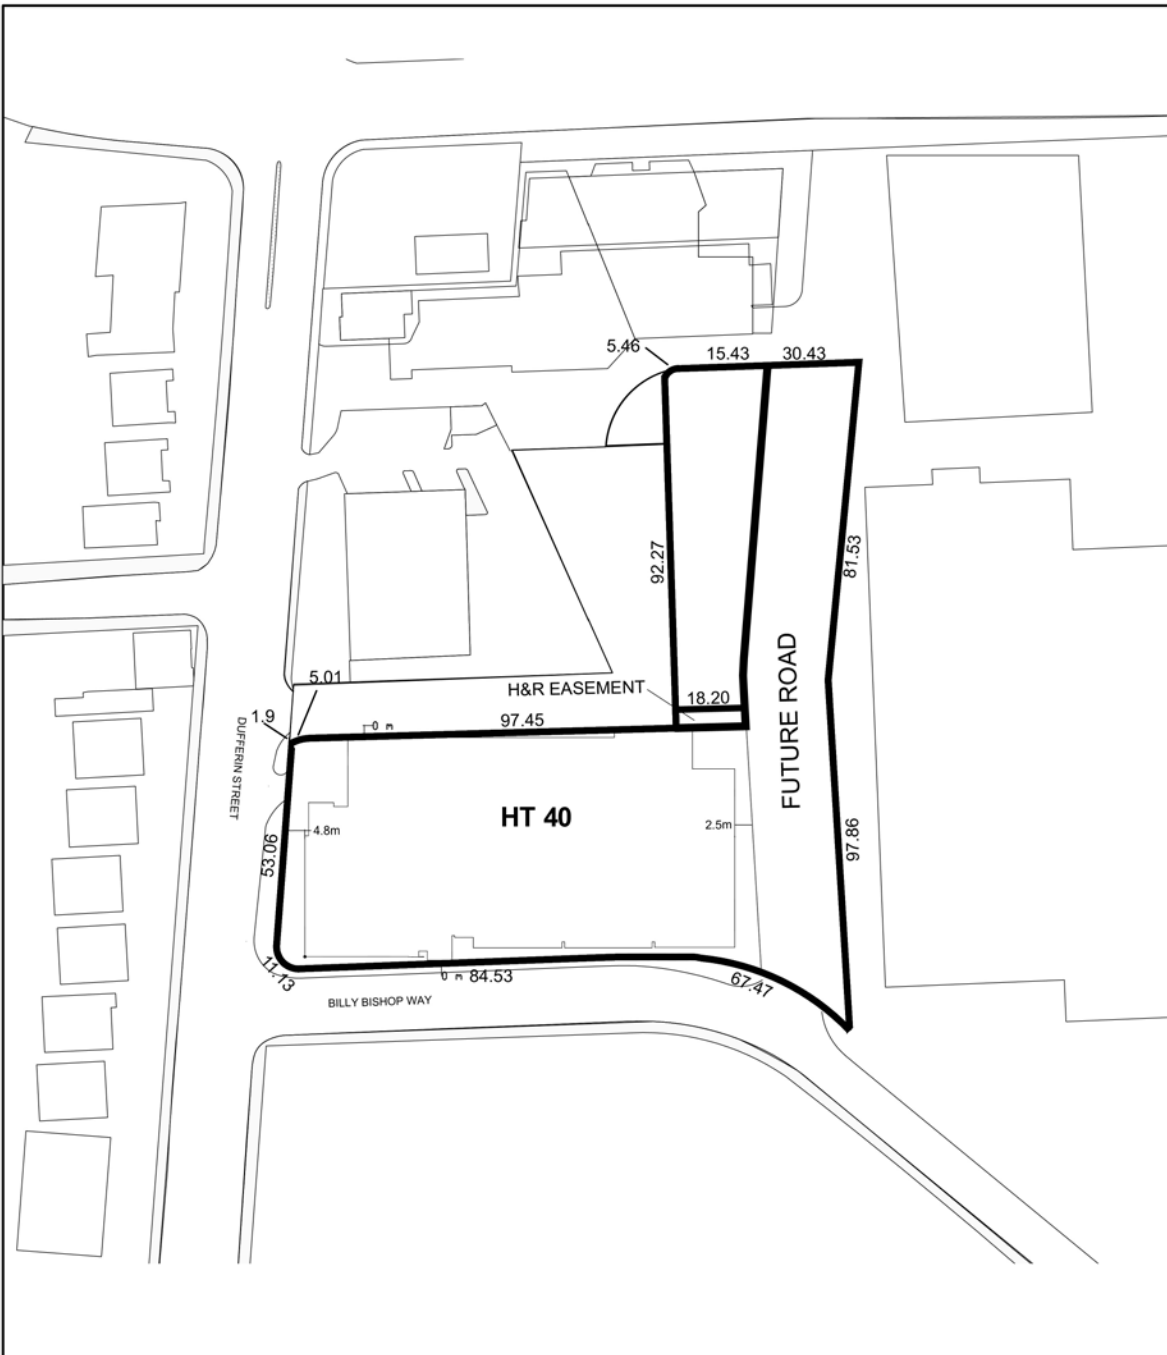 5.46
15.43
30.43
81.53
92.27
FUTURE ROAD
5.01
H&R EASEMENT
18.20
1.9
97.45
0 m
DUFFERIN STREET
HT 40
4.8m
2.5m
53.06
97.86
11.13
0 m
84.53
67.47
BILLY BISHOP WAY